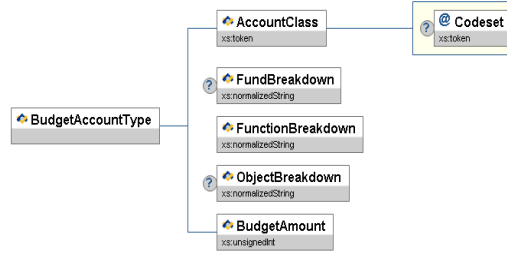 AccountClass
xs:token
? @ Codeset
xs:token
? FundBreakdown
xs:normalizedString
BudgetAccountType
FunctionBreakdown
xs:normalizedString
? ObjectBreakdown
xs:normalizedString
BudgetAmount
xs:unsignedInt